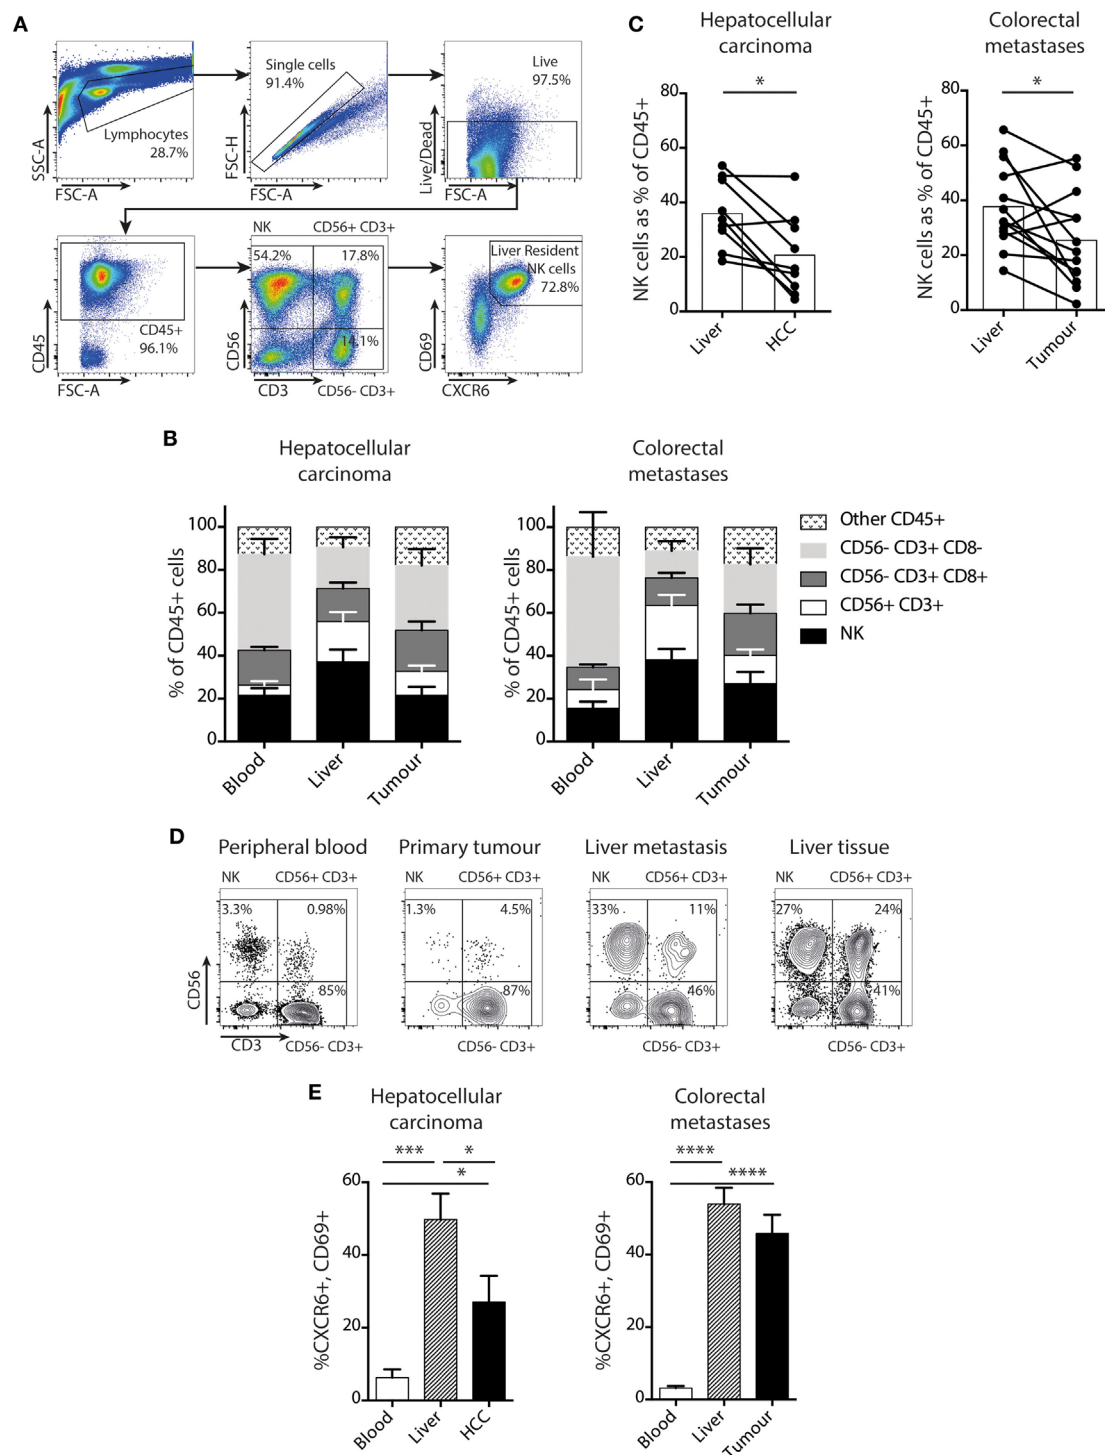 A
SSC-A
Lymphocytes
28.7%
FSC-A
FSC-H
Single cells
91.4%
FSC-A
Live/Dead
Live
97.5%
FSC-A
CD45
CD45+
96.1%
FSC-A
NK
CD56+ CD3+
54.2%
17.8%
14.1%
CD56
CD3
CD56- CD3+
Liver Resident
NK cells
72.8%
CD69
CXCR6
C
Hepatocellular
carcinoma
*
NK cells as % of CD45+
80
60
40
20
0
Liver
HCC
Colorectal
metastases
*
NK cells as % of CD45+
80
60
40
20
0
Liver
Tumour
B
Hepatocellular
carcinoma
% of CD45+ cells
100
80
60
40
20
0
Blood
Liver
Tumour
Colorectal
metastases
% of CD45+ cells
100
80
60
40
20
0
Blood
Liver
Tumour
Other CD45+
CD56- CD3+ CD8-
CD56- CD3+ CD8+
CD56+ CD3+
NK
D
Peripheral blood
NK
CD56+ CD3+
3.3%
0.98%
85%
CD56
CD3
CD56- CD3+
Primary tumour
NK
CD56+ CD3+
1.3%
4.5%
87%
CD56- CD3+
Liver metastasis
NK
CD56+ CD3+
33%
11%
46%
CD56- CD3+
Liver tissue
NK
CD56+ CD3+
27%
24%
41%
CD56- CD3+
E
Hepatocellular
carcinoma
***
*
*
%CXCR6+, CD69+
60
40
20
0
Blood
Liver
HCC
Colorectal
metastases
****
****
%CXCR6+, CD69+
60
40
20
0
Blood
Liver
Tumour